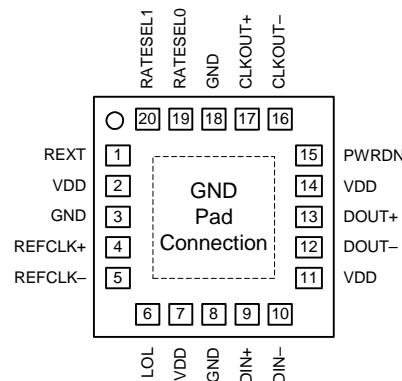 RATESEL1
RATESEL0
GND
CLKOUT+
CLKOUT–
20 19 18 17 16
REXT 1
VDD 2
GND 3
REFCLK+ 4
REFCLK– 5
GND
Pad
Connection
15 PWRDN
14 VDD
13 DOUT+
12 DOUT–
11 VDD
6 7 8 9 10
LOL
VDD
GND
DIN+
DIN–